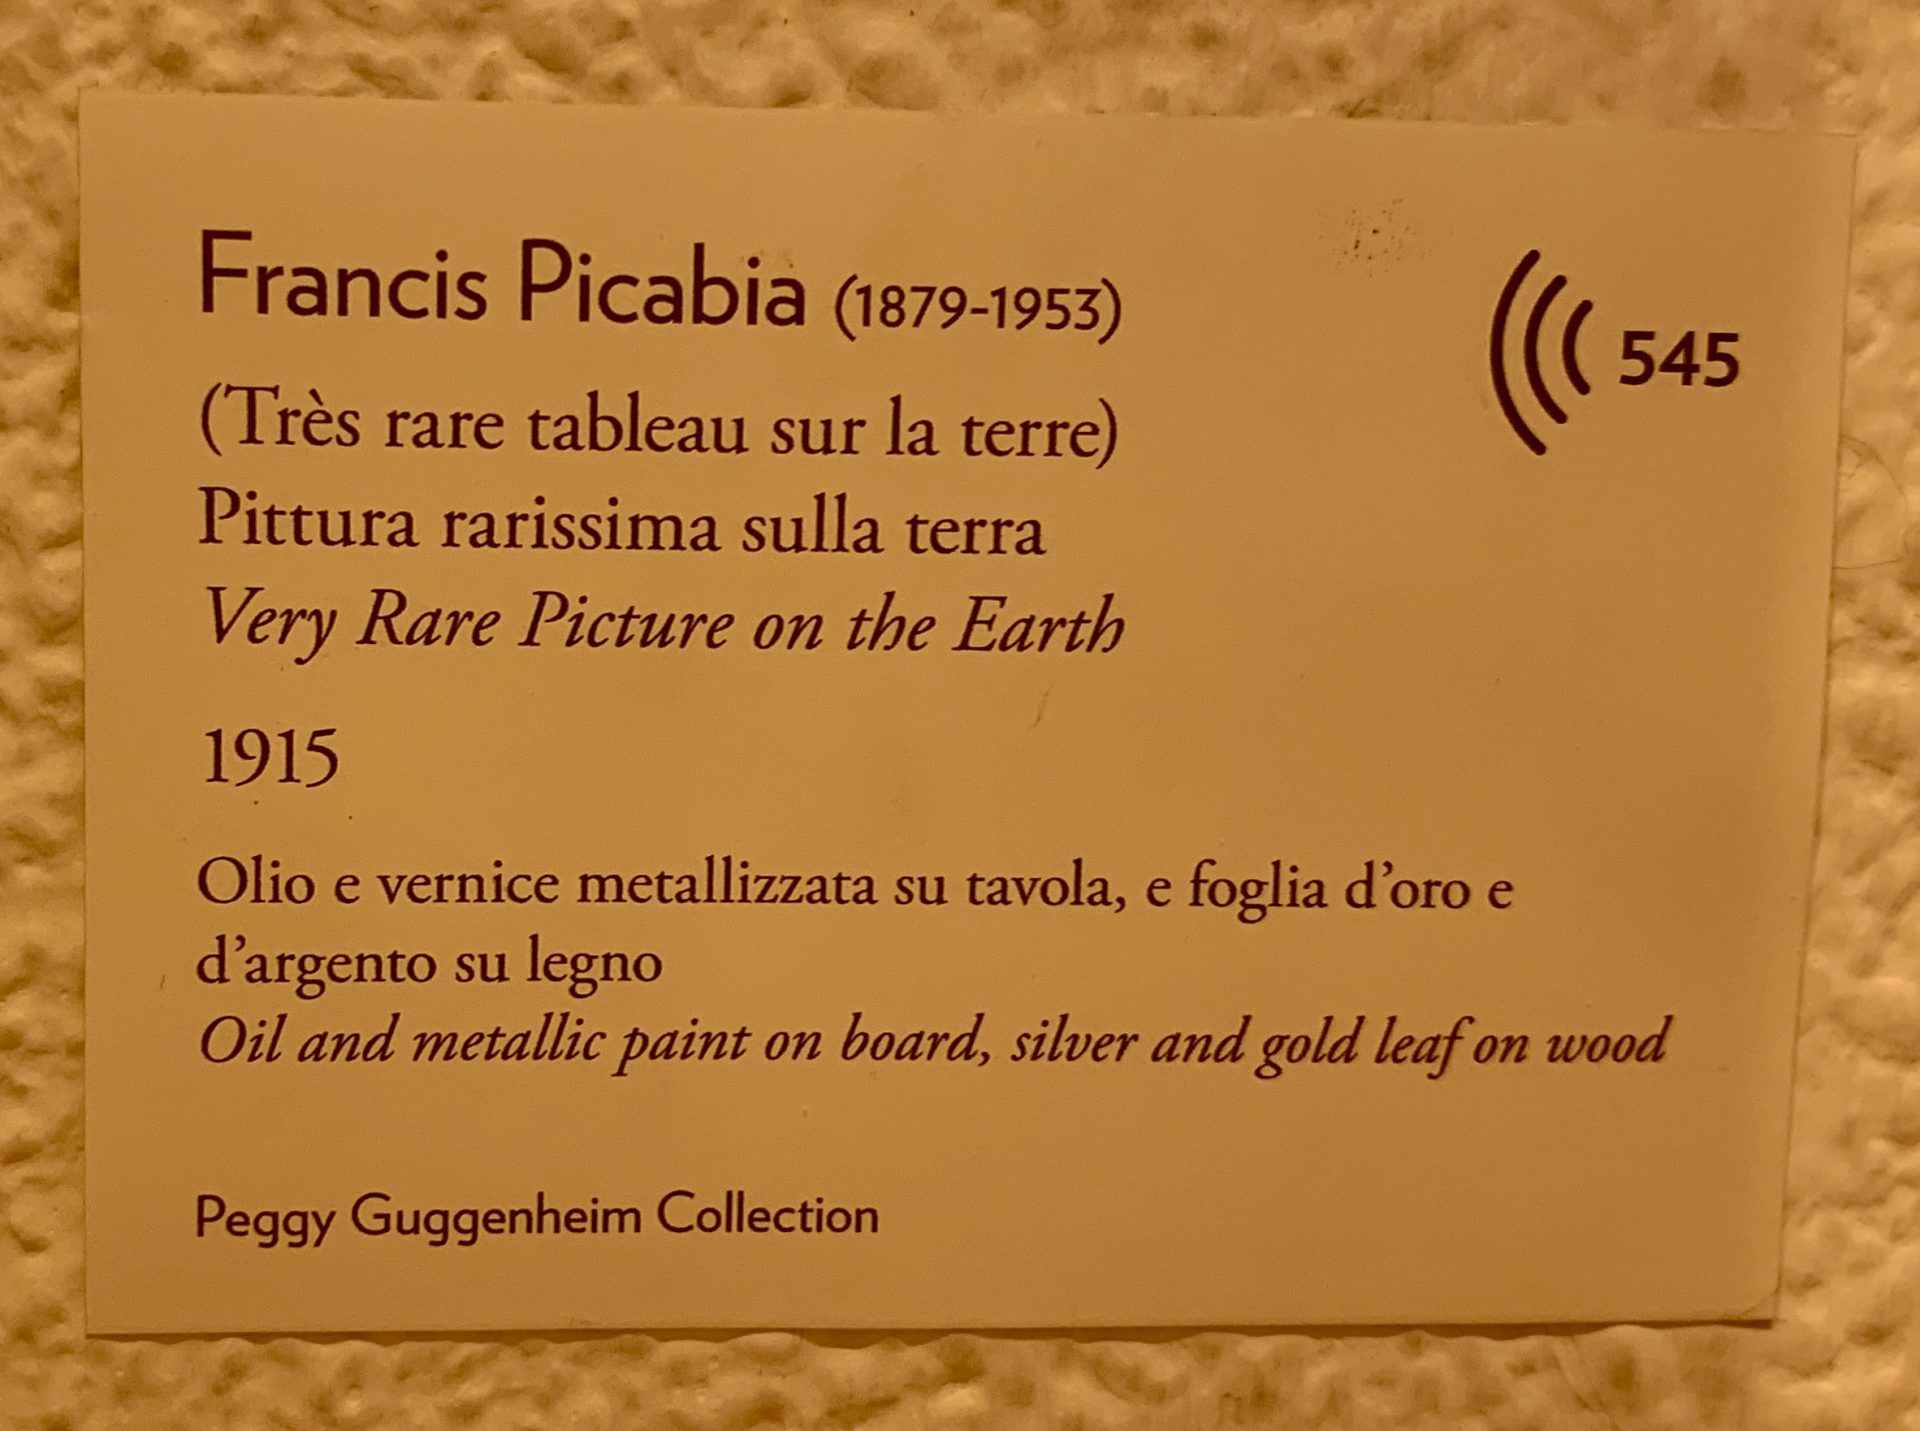 Francis Picabia (1879-1953)
545
(Très rare tableau sur la terre)
Pittura rarissima sulla terra
Very Rare Picture on the Earth
1915
Olio e vernice metallizzata su tavola, e foglia d’oro e
d’argento su legno
Oil and metallic paint on board, silver and gold leaf on wood
Peggy Guggenheim Collection